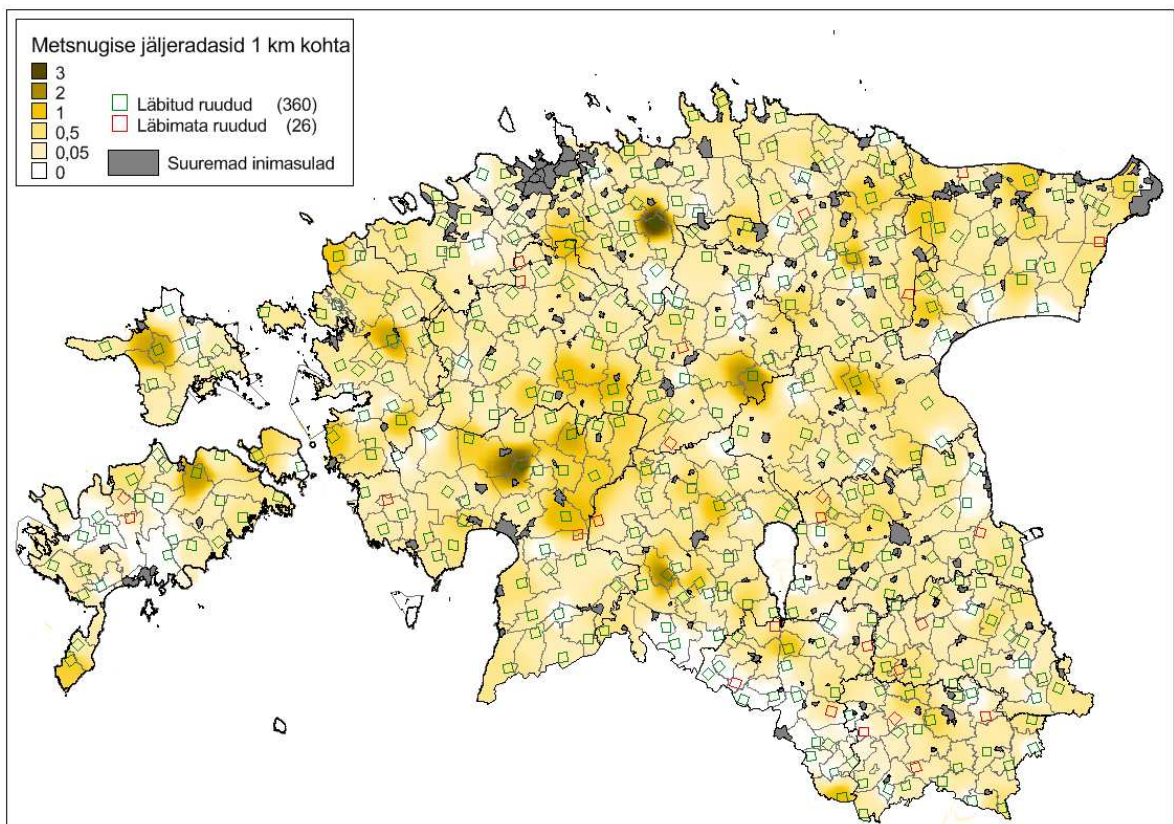 Metsnugise jäljeradasid 1 km kohta
3
2
1
0,5
0,05
0
Läbitud ruudud (360)
Läbimata ruudud (26)
Suuremad inimasulad